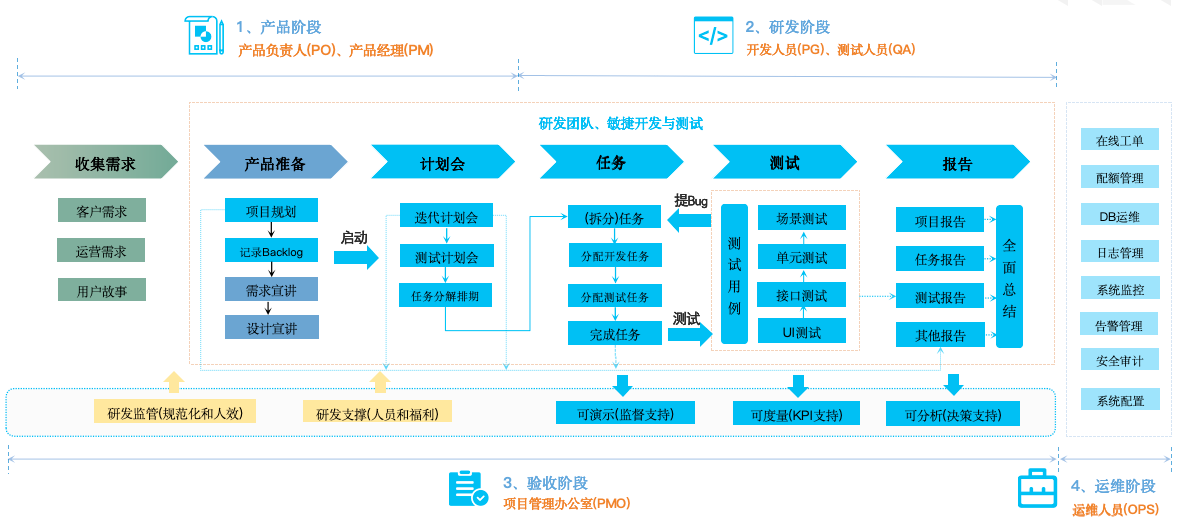 1、产品阶段
产品负责人(PO)、产品经理(PM)
2、研发阶段
开发人员(PG)、测试人员(QA)
研发团队、敏捷开发与测试
收集需求
客户需求
运营需求
用户故事
产品准备
项目规划
记录Backlog
需求宣讲
设计宣讲
启动
计划会
迭代计划会
测试计划会
任务分解排期
任务
(拆分)任务
分配开发任务
分配测试任务
完成任务
提Bug
测试
测试
测试用例
场景测试
单元测试
接口测试
UI测试
报告
项目报告
任务报告
测试报告
其他报告
全面总结
在线工单
配额管理
DB运维
日志管理
系统监控
告警管理
安全审计
系统配置
研发监管(规范化和人效)
研发支撑(人员和福利)
可演示(监督支持)
可度量(KPI支持)
可分析(决策支持)
3、验收阶段
项目管理办公室(PMO)
4、运维阶段
运维人员(OPS)